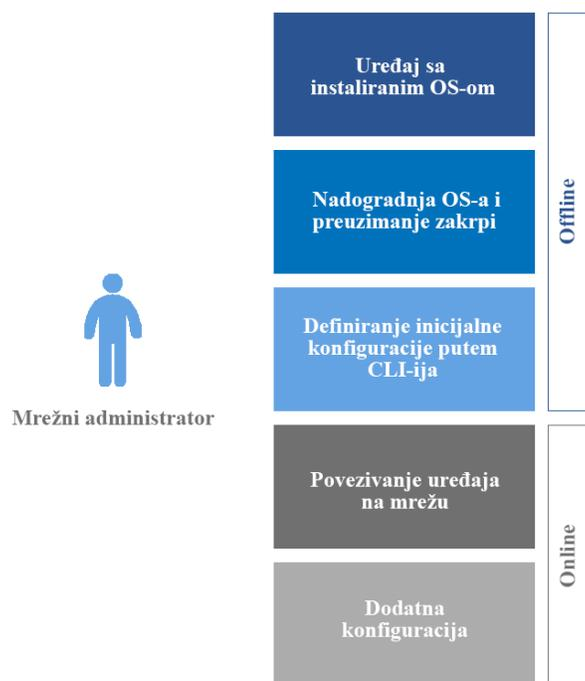 Uređaj sa
instaliranim OS-om
Nadogradnja OS-a i
preuzimanje zakrpi
Definiranje inicijalne
konfiguracije putem
CLI-ija
Offline
Mrežni administrator
Povezivanje uređaja
na mrežu
Dodatna
konfiguracija
Online